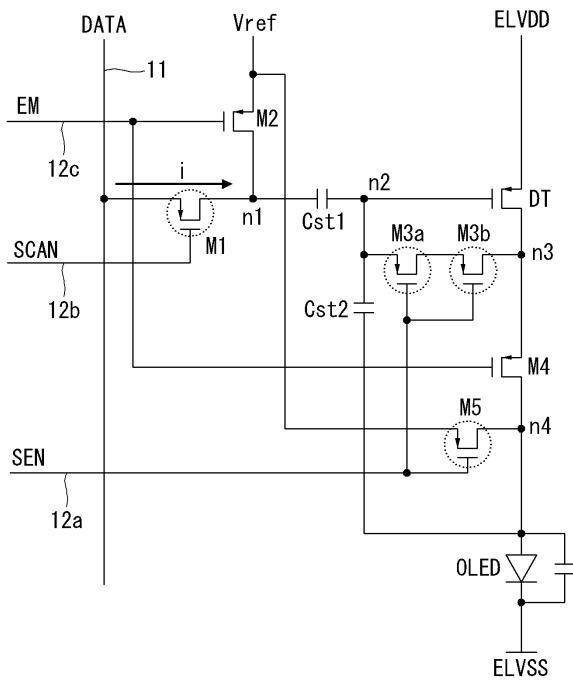 DATA
Vref
ELVDD
11
EM
M2
12c
i
n2
n1
Cst1
DT
M1
M3a
M3b
n3
SCAN
12b
Cst2
M4
M5
n4
SEN
12a
OLED
ELVSS